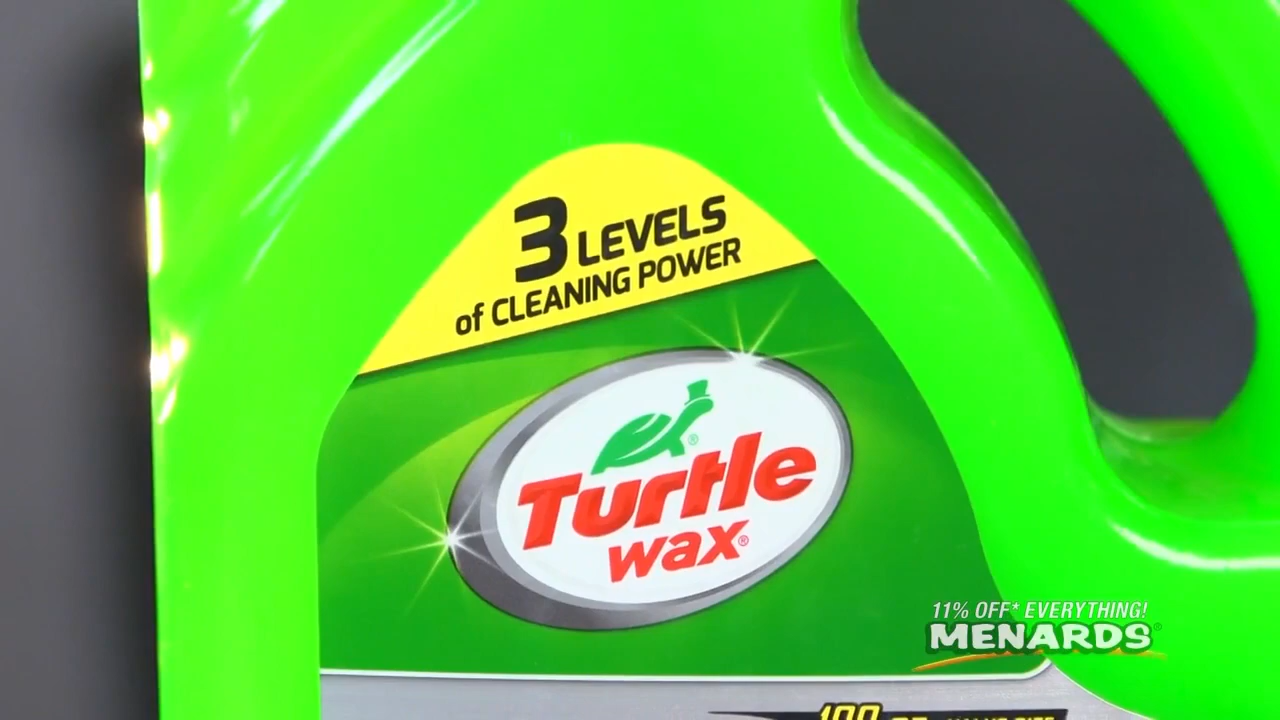 3 LEVELS
of CLEANING POWER
Turtle
wax®
11% OFF* EVERYTHING!
MENARDS®